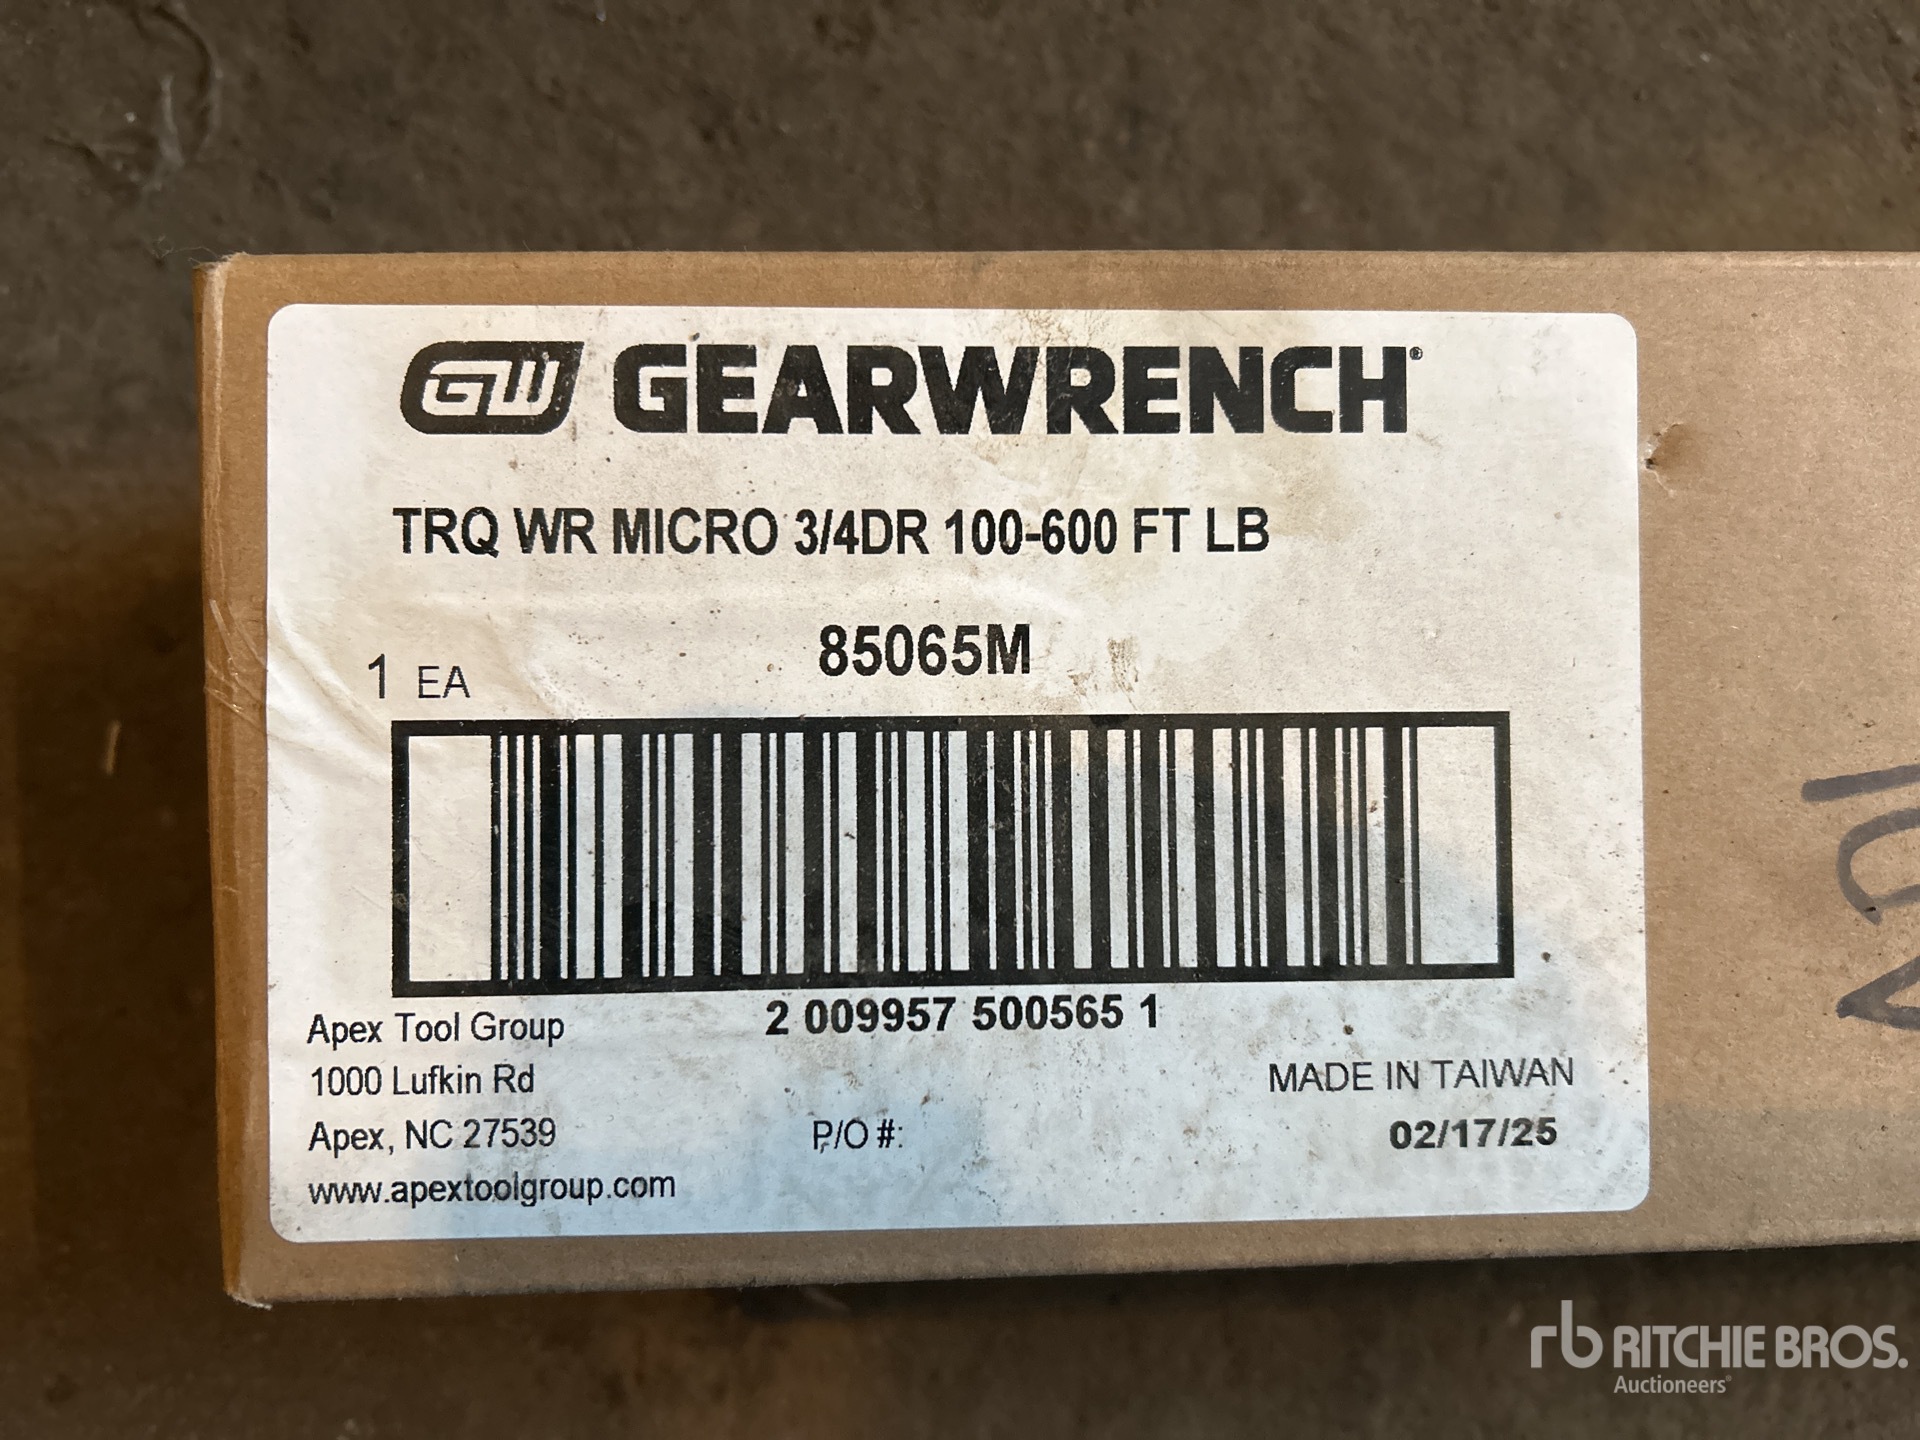 GW GEARWRENCH®
TRQ WR MICRO 3/4DR 100-600 FT LB
85065M
1 EA
2 009957 500565 1
Apex Tool Group
1000 Lufkin Rd
Apex, NC 27539
www.apextoolgroup.com
P/O #:
MADE IN TAIWAN
02/17/25
rb RITCHIE BROS.
Auctioneers®